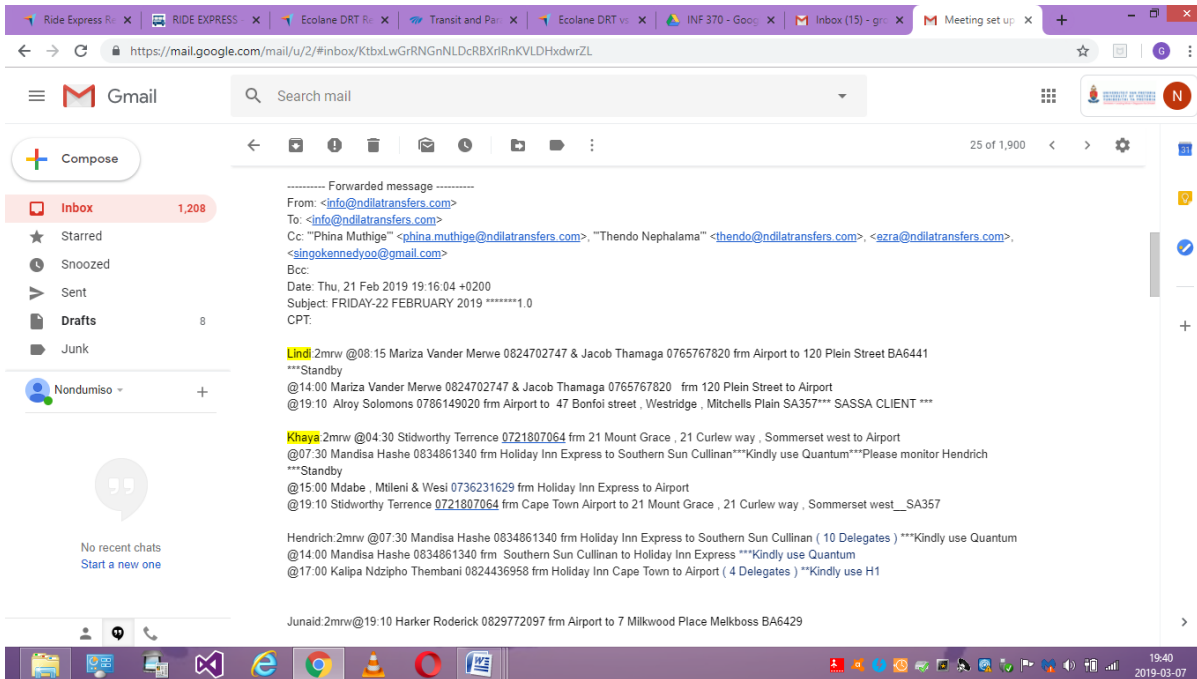 Ride Express Re
RIDE EXPRESS -
Ecolane DRT Re
Transit and Par
Ecolane DRT vs
INF 370 - Goog
Inbox (15) - gro
Meeting set up
https://mail.google.com/mail/u/2/#inbox/KtbxLwGrRNGnNLDcRBXrlRnKVLDHxdwrZL
G
Gmail
Search mail
N
Compose
25 of 1,900
31
Inbox 1,208
Starred
Snoozed
Sent
Drafts 8
Junk
Nondumiso
No recent chats
Start a new one
---------- Forwarded message ----------
From: <info@ndilatransfers.com>
To: <info@ndilatransfers.com>
Cc: "'Phina Muthige'" <phina.muthige@ndilatransfers.com>, "'Thendo Nephalama'" <thendo@ndilatransfers.com>, <ezra@ndilatransfers.com>,
<singokennedyoo@gmail.com>
Bcc:
Date: Thu, 21 Feb 2019 19:16:04 +0200
Subject: FRIDAY-22 FEBRUARY 2019 *******1.0
CPT:
Lindi:2mrw @08:15 Mariza Vander Merwe 0824702747 & Jacob Thamaga 0765767820 frm Airport to 120 Plein Street BA6441
***Standby
@14:00 Mariza Vander Merwe 0824702747 & Jacob Thamaga 0765767820 frm 120 Plein Street to Airport
@19:10 Alroy Solomons 0786149020 frm Airport to 47 Bonfoi street , Westridge , Mitchells Plain SA357*** SASSA CLIENT ***
Khaya:2mrw @04:30 Stidworthy Terrence 0721807064 frm 21 Mount Grace , 21 Curlew way , Sommerset west to Airport
@07:30 Mandisa Hashe 0834861340 frm Holiday Inn Express to Southern Sun Cullinan***Kindly use Quantum***Please monitor Hendrich
***Standby
@15:00 Mdabe , Mtileni & Wesi 0736231629 frm Holiday Inn Express to Airport
@19:10 Stidworthy Terrence 0721807064 frm Cape Town Airport to 21 Mount Grace , 21 Curlew way , Sommerset west__SA357
Hendrich:2mrw @07:30 Mandisa Hashe 0834861340 frm Holiday Inn Express to Southern Sun Cullinan ( 10 Delegates ) ***Kindly use Quantum
@14:00 Mandisa Hashe 0834861340 frm Southern Sun Cullinan to Holiday Inn Express ***Kindly use Quantum
@17:00 Kalipa Ndzipho Thembani 0824436958 frm Holiday Inn Cape Town to Airport ( 4 Delegates ) **Kindly use H1
Junaid:2mrw@19:10 Harker Roderick 0829772097 frm Airport to 7 Milkwood Place Melkboss BA6429
19:40
2019-03-07